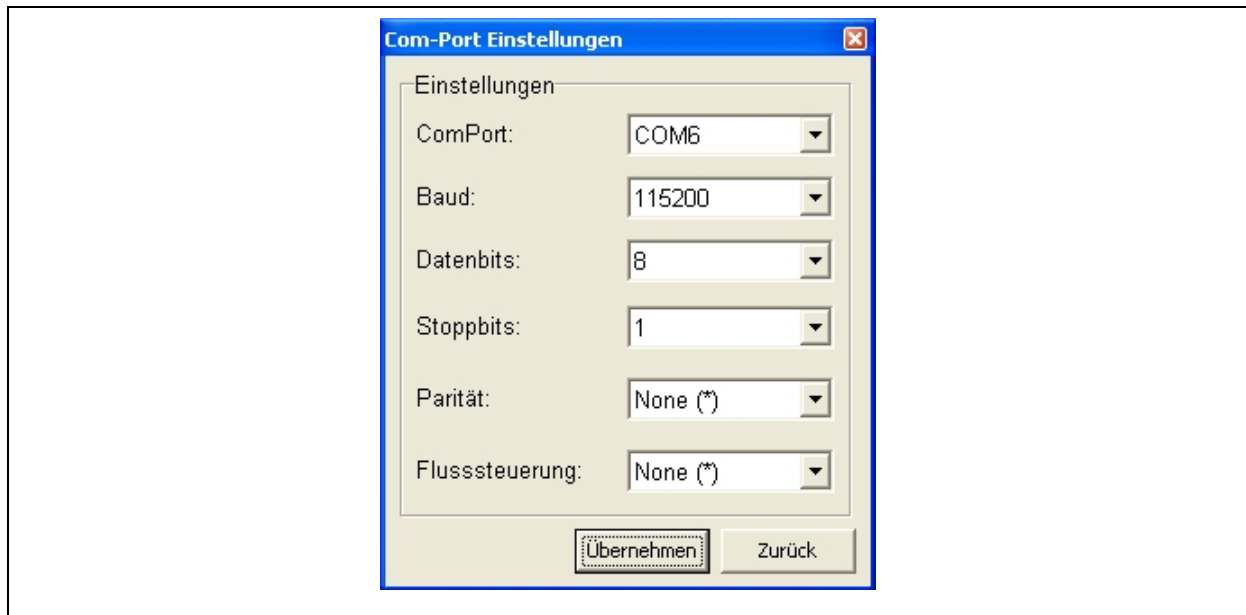 Com-Port Einstellungen
Einstellungen
ComPort: COM6
Baud: 115200
Datenbits: 8
Stoppbits: 1
Parität: None (*)
Flusssteuerung: None (*)
Übernehmen Zurück